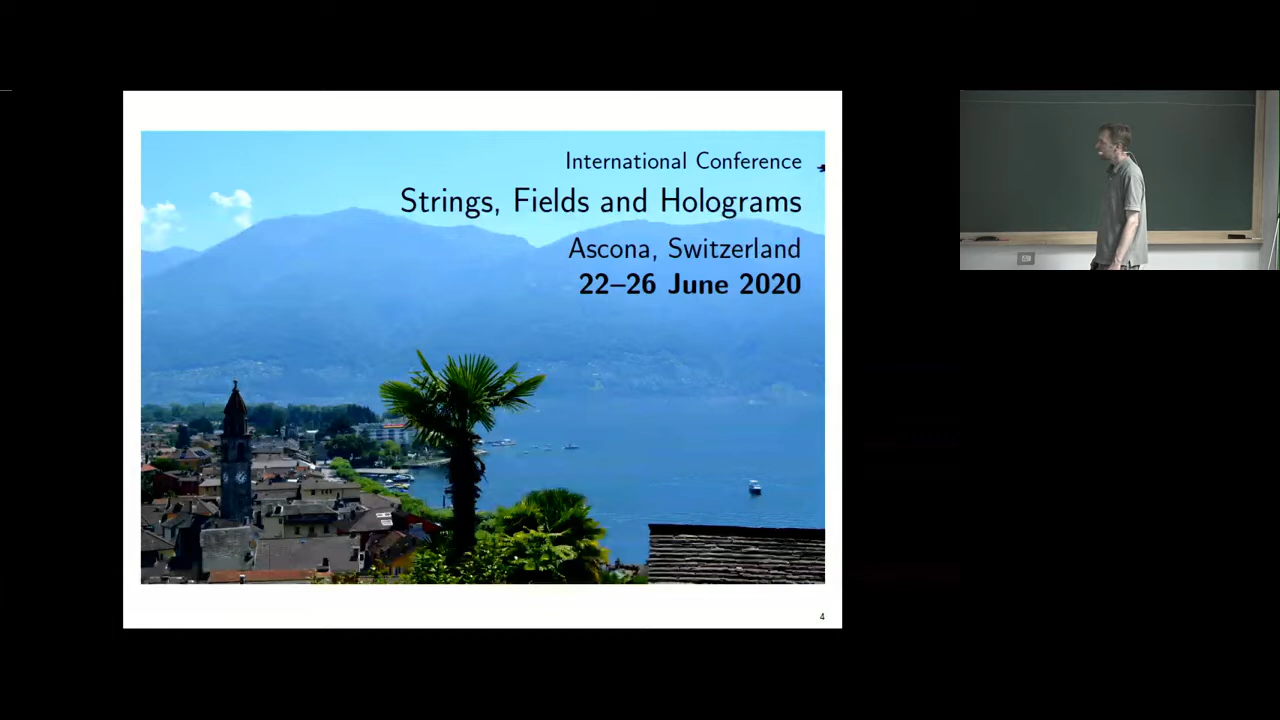 International Conference
Strings, Fields and Holograms
Ascona, Switzerland
22–26 June 2020
4